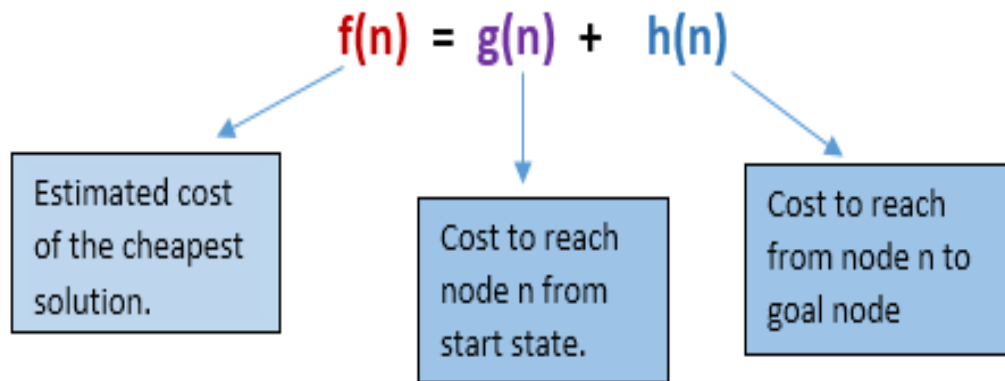 f(n) = g(n) + h(n)
Estimated cost
of the cheapest
solution.
Cost to reach
node n from
start state.
Cost to reach
from node n to
goal node